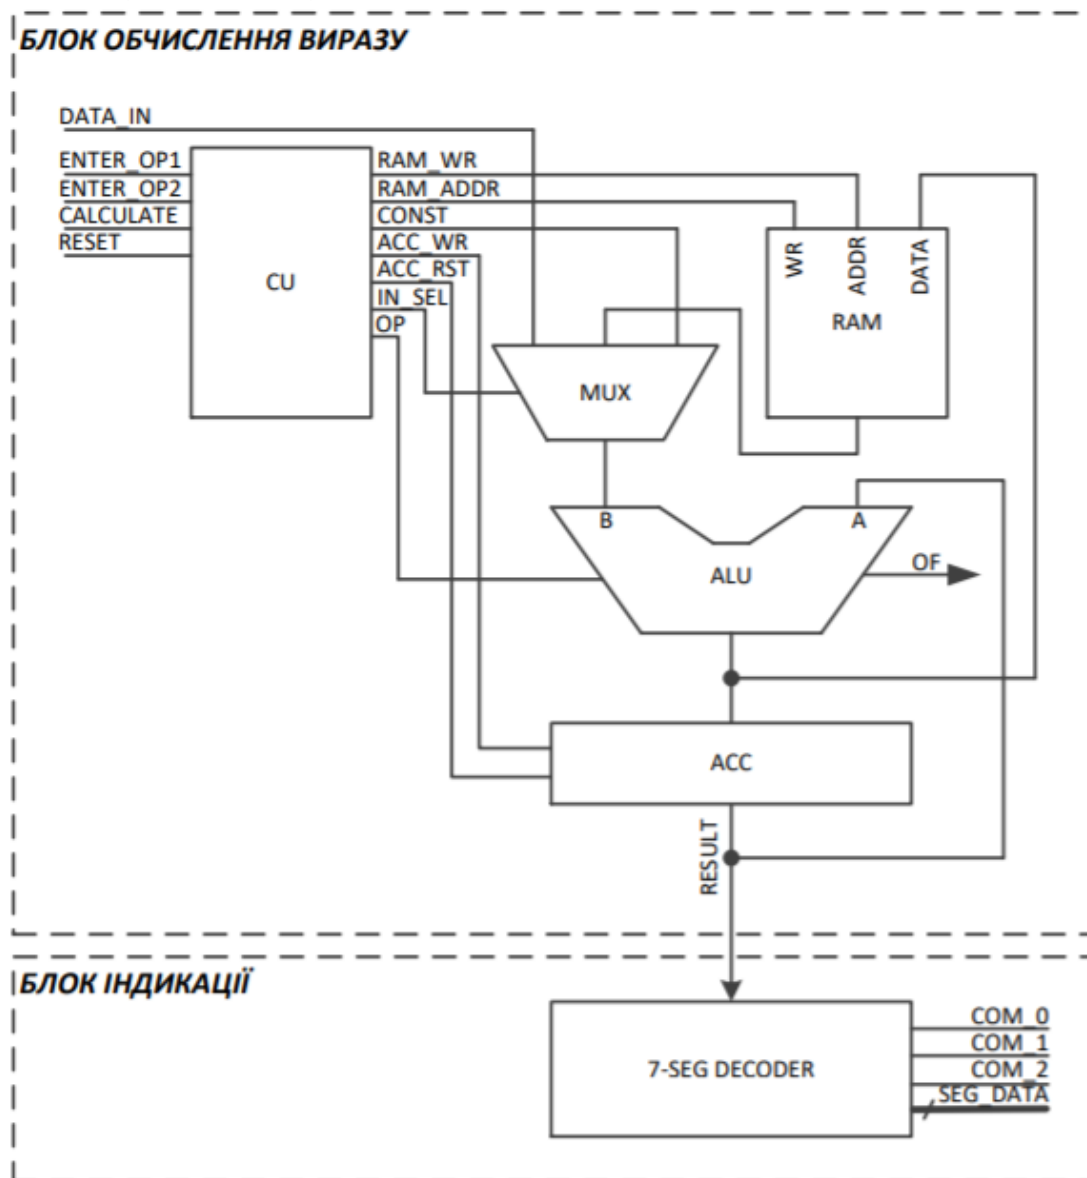 БЛОК ОБЧИСЛЕННЯ ВИРАЗУ
DATA_IN
ENTER_OP1
ENTER_OP2
CALCULATE
RESET
CU
RAM_WR
RAM_ADDR
CONST
ACC_WR
ACC_RST
IN_SEL
OP
WR
ADDR
DATA
RAM
MUX
B
A
ALU
OF
ACC
RESULT
БЛОК ІНДИКАЦІЇ
7-SEG DECODER
COM_0
COM_1
COM_2
SEG_DATA